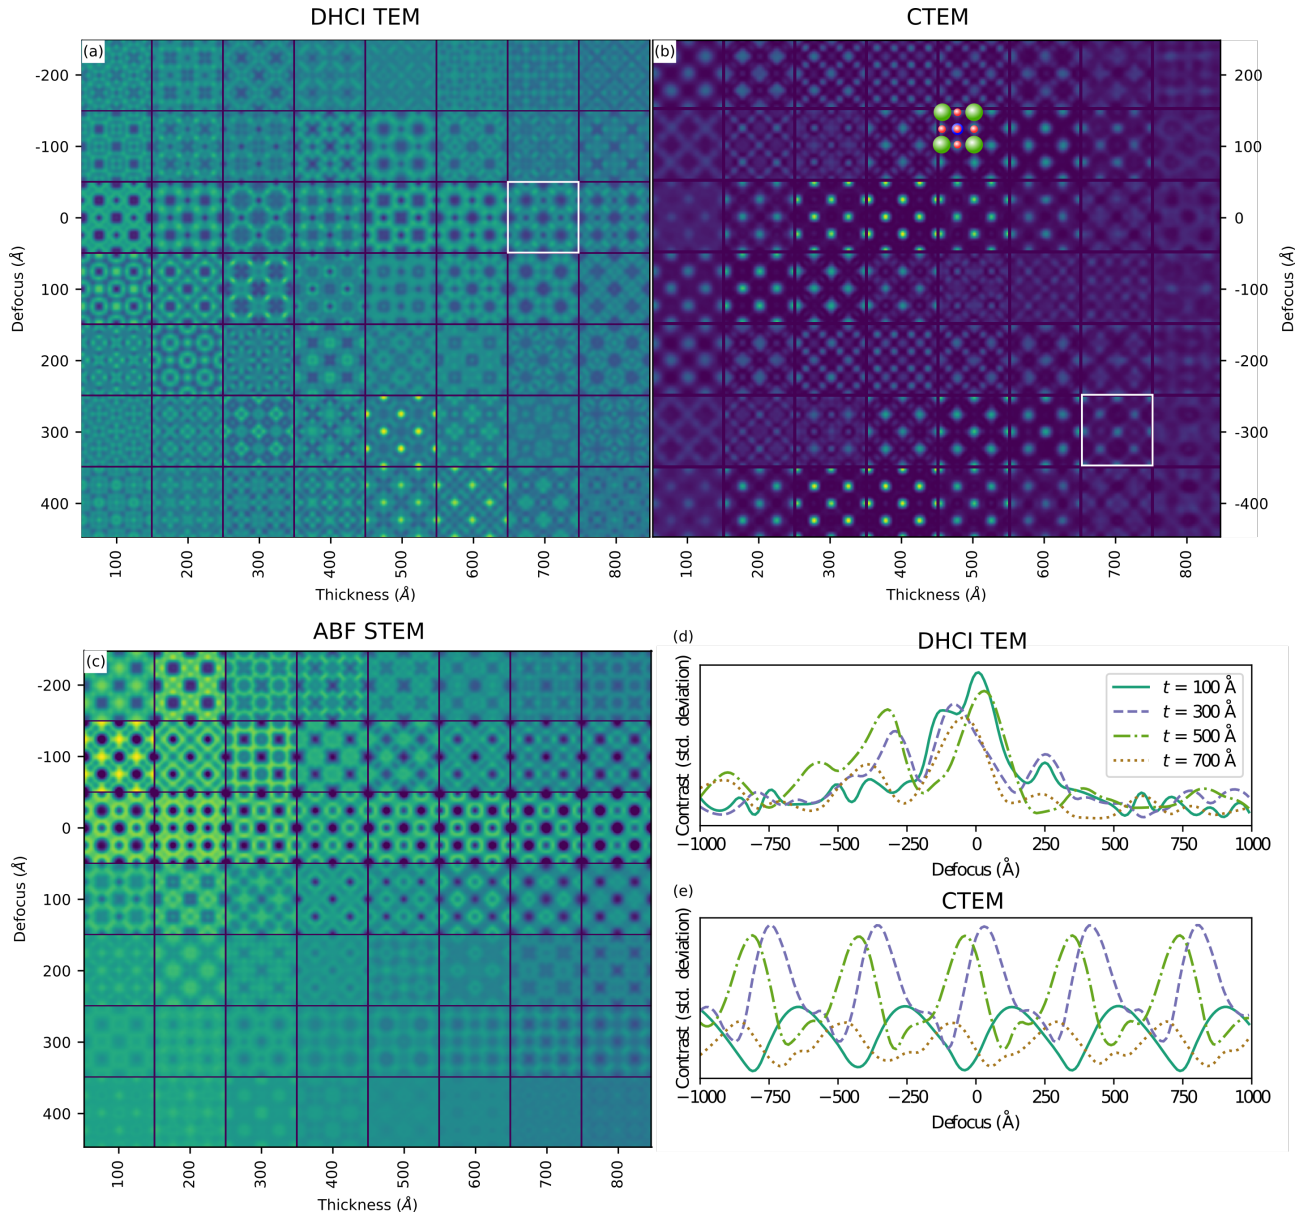 DHCI TEM
CTEM
(a)
(b)
-200
-100
0
100
200
300
400
Defocus (Å)
100
200
300
400
500
600
700
800
Thickness (Å)
200
100
0
-100
-200
-300
-400
Defocus (Å)
100
200
300
400
500
600
700
800
Thickness (Å)
ABF STEM
(c)
-200
-100
0
100
200
300
400
Defocus (Å)
100
200
300
400
500
600
700
800
Thickness (Å)
(d)
DHCI TEM
Contrast (std. deviation)
t = 100 Å
t = 300 Å
t = 500 Å
t = 700 Å
−1000 −750 −500 −250 0 250 500 750 1000
Defocus (Å)
(e)
CTEM
Contrast (std. deviation)
−1000 −750 −500 −250 0 250 500 750 1000
Defocus (Å)